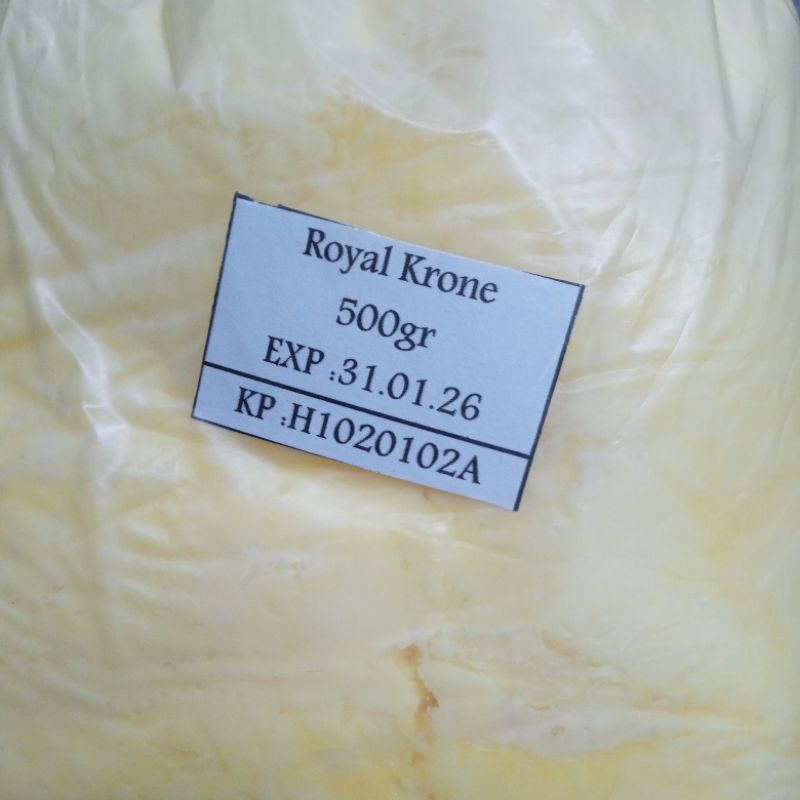 Royal Krone
500gr
EXP :31.01.26
KP :H1020102A